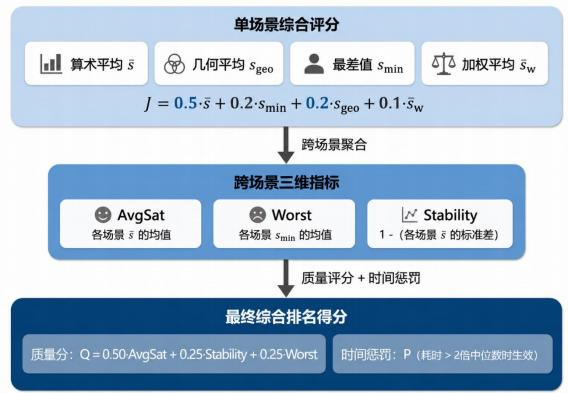 单场景综合评分
算术平均 s̄
几何平均 s_geo
最差值 s_min
加权平均 s̄_w
J = 0.5·s̄ + 0.2·s_min + 0.2·s_geo + 0.1·s̄_w
跨场景聚合
跨场景三维指标
AvgSat
各场景 s̄ 的均值
Worst
各场景 s_min 的均值
Stability
1 -（各场景 s̄ 的标准差）
质量评分 + 时间惩罚
最终综合排名得分
质量分：Q = 0.50·AvgSat + 0.25·Stability + 0.25·Worst
时间惩罚：P（耗时 > 2倍中位数时生效）